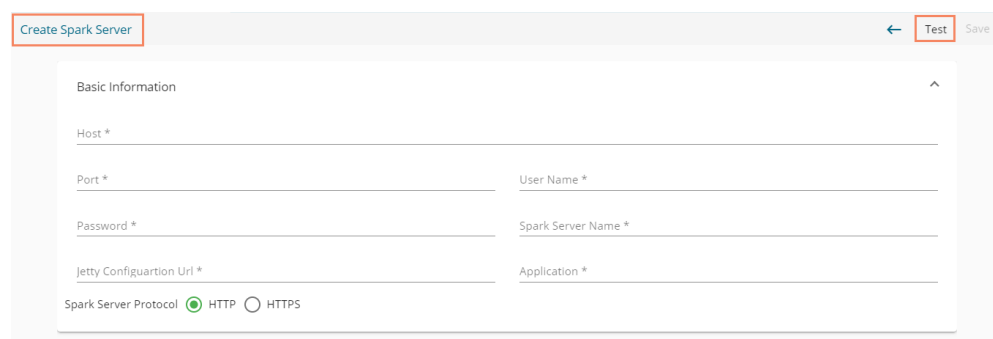 Create Spark Server
Test Save
Basic Information
Host *
Port * User Name *
Password * Spark Server Name *
Jetty Configuartion Url * Application *
Spark Server Protocol HTTP HTTPS